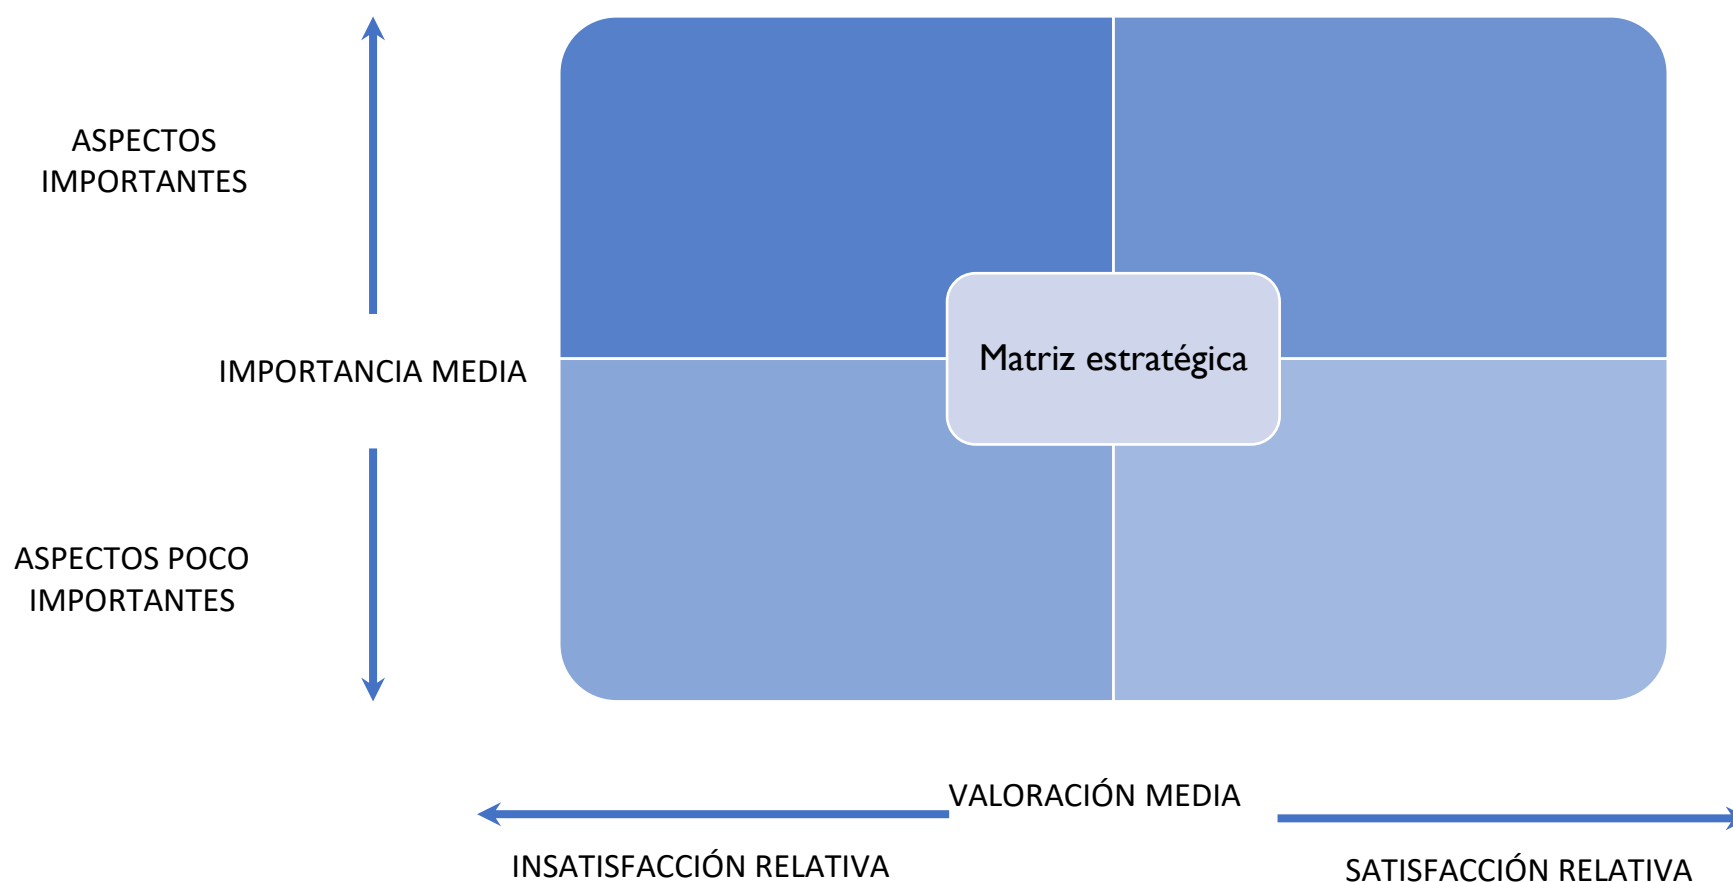 ASPECTOS
IMPORTANTES
IMPORTANCIA MEDIA
Matriz estratégica
ASPECTOS POCO
IMPORTANTES
VALORACIÓN MEDIA
INSATISFACCIÓN RELATIVA
SATISFACCIÓN RELATIVA